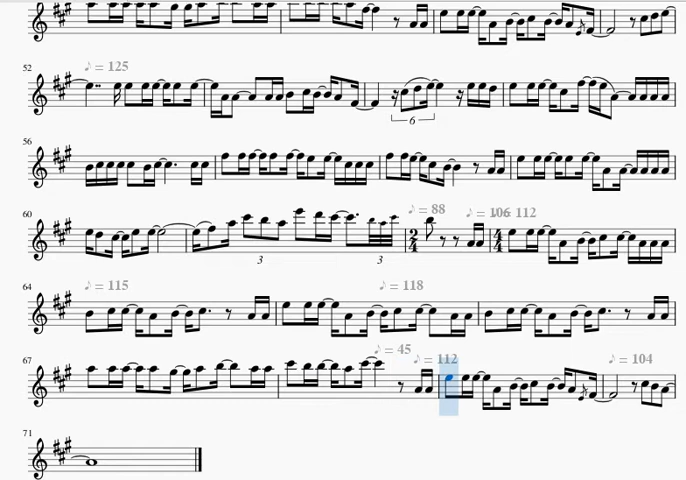 52
♪ = 125
6
56
60
♪ = 88
♪ = 106
112
3
3
2
4
4
4
64
♪ = 115
♪ = 118
67
♪ = 45
♪ = 112
♪ = 104
71